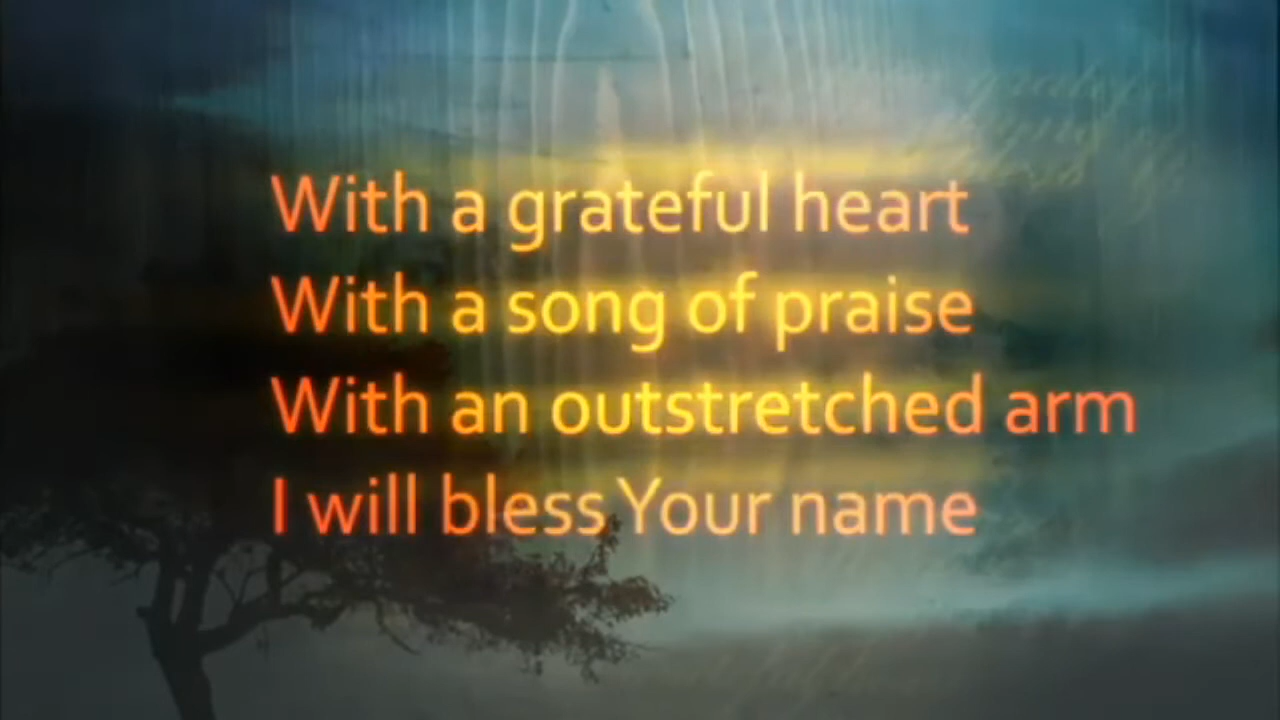 With a grateful heart
With a song of praise
With an outstretched arm
I will bless Your name